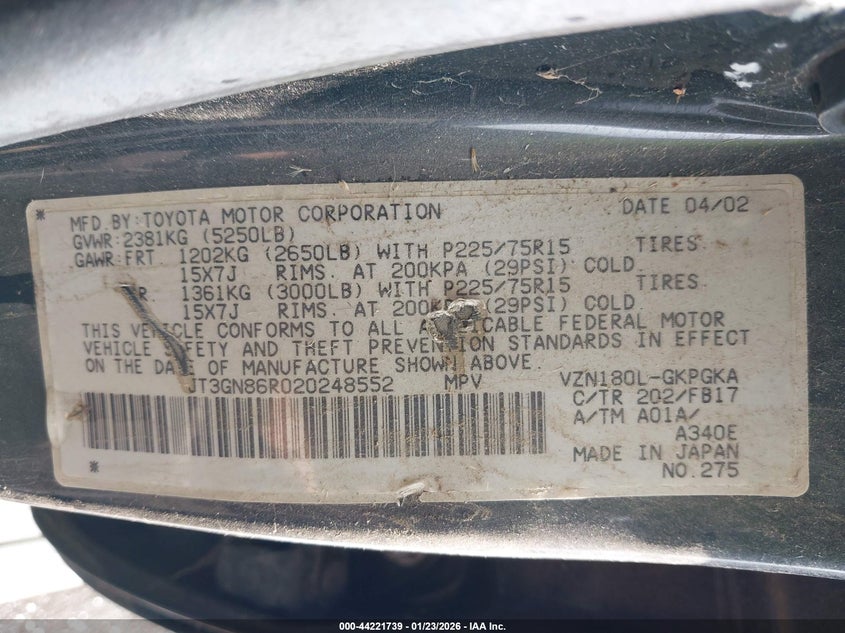 * MFD.BY:TOYOTA MOTOR CORPORATION DATE 04/02
GVWR:2381KG (5250LB)
GAWR:FRT 1202KG (2650LB) WITH P225/75R15 TIRES
15X7J RIMS. AT 200KPA (29PSI) COLD.
R. 1361KG (3000LB) WITH P225/75R15 TIRES
15X7J RIMS. AT 200KPA (29PSI) COLD.
THIS VEHICLE CONFORMS TO ALL APPLICABLE FEDERAL MOTOR
VEHICLE SAFETY AND THEFT PREVENTION STANDARDS IN EFFECT
ON THE DATE OF MANUFACTURE SHOWN ABOVE.
JT3GN86R020248552 MPV VZN180L-GKPGKA
C/TR 202/FB17
A/TM A01A/
A340E
MADE IN JAPAN
* NO.275
000-44221739 - 01/23/2026 - IAA Inc.